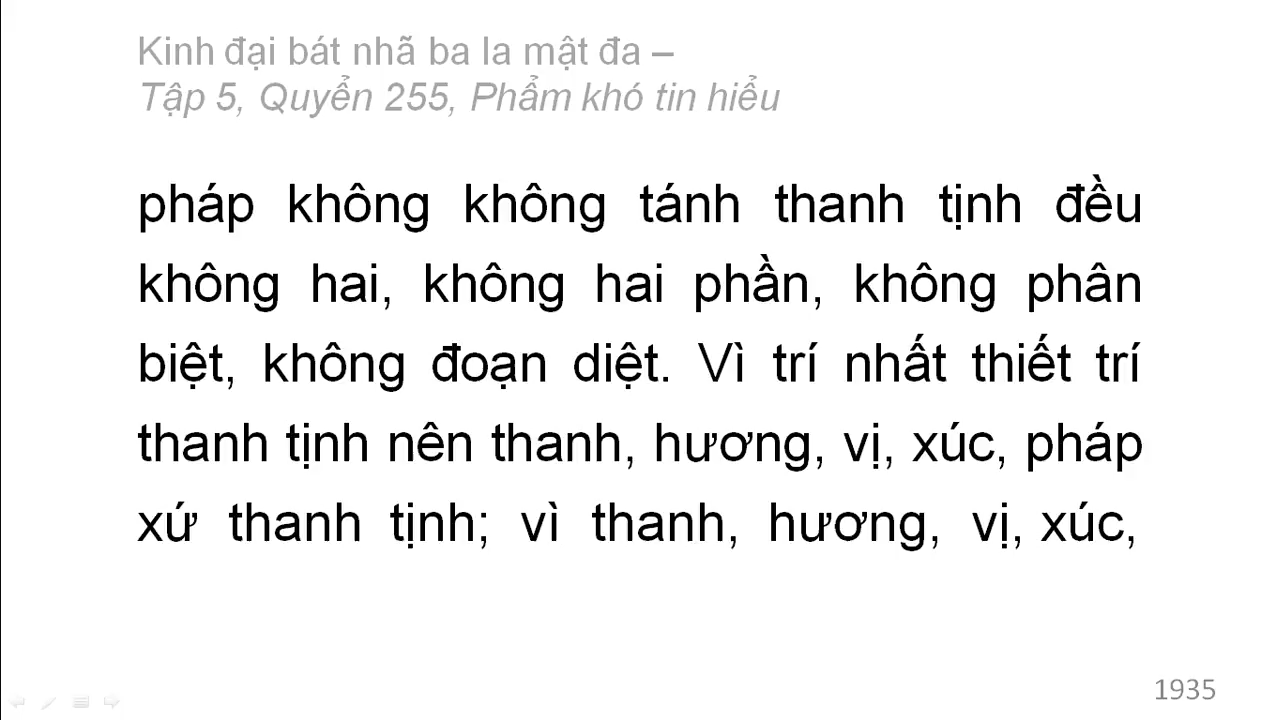 Kinh đại bát nhã ba la mật đa –
Tập 5, Quyển 255, Phẩm khó tin hiểu
pháp không không tánh thanh tịnh đều
không hai, không hai phần, không phân
biệt, không đoạn diệt. Vì trí nhất thiết trí
thanh tịnh nên thanh, hương, vị, xúc, pháp
xứ thanh tịnh; vì thanh, hương, vị, xúc,
1935